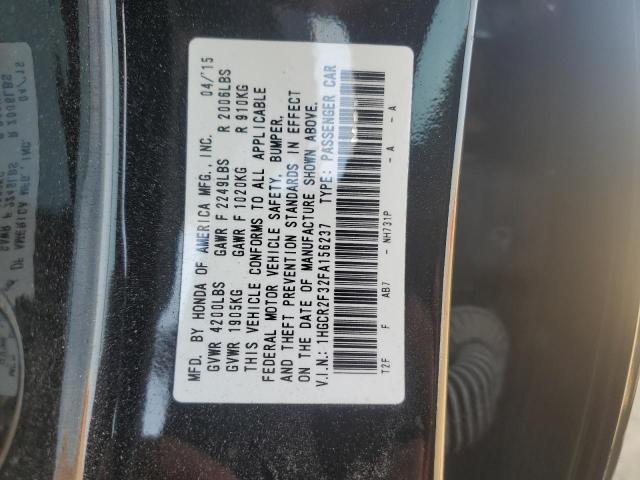 MFD. BY HONDA OF AMERICA MFG., INC. 04/'15
GVWR 4200LBS GAWR F 2249LBS R 2006LBS
GVWR 1905KG GAWR F 1020KG R 910KG
THIS VEHICLE CONFORMS TO ALL APPLICABLE
FEDERAL MOTOR VEHICLE SAFETY, BUMPER,
AND THEFT PREVENTION STANDARDS IN EFFECT
ON THE DATE OF MANUFACTURE SHOWN ABOVE.
V.I.N.: 1HGCR2F32FA156237 TYPE: PASSENGER CAR
T2F F AB7 - NH731P - A - A